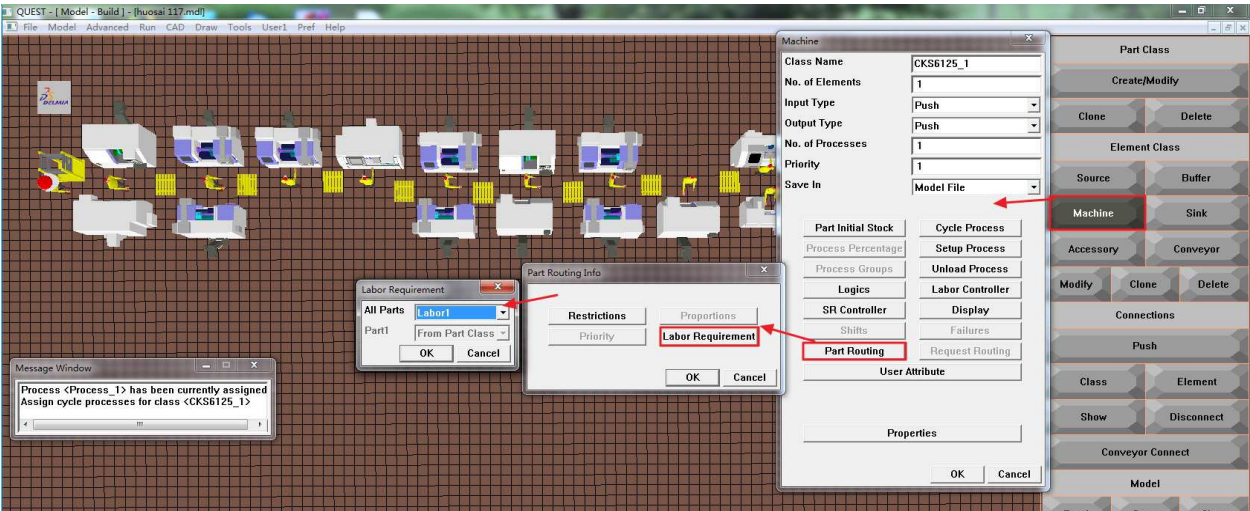 QUEST - [ Model - Build ] - [huosai 117.mdl]
File Model Advanced Run CAD Draw Tools User1 Pref Help
DELMIA
Machine
Class Name CKS6125_1
No. of Elements 1
Input Type Push
Output Type Push
No. of Processes 1
Priority 1
Save In Model File
Part Initial Stock Cycle Process
Process Percentage Setup Process
Process Groups Unload Process
Logics Labor Controller
SR Controller Display
Shifts Failures
Part Routing Request Routing
User Attribute
Properties
OK Cancel
Part Routing Info
Restrictions Proportions
Priority Labor Requirement
OK Cancel
Labor Requirement
All Parts Labor1
Part1 From Part Class
OK Cancel
Message Window
Process <Process_1> has been currently assigned
Assign cycle processes for class <CKS6125_1>
Part Class
Create/Modify
Clone Delete
Element Class
Source Buffer
Machine Sink
Accessory Conveyor
Modify Clone Delete
Connections
Push
Class Element
Show Disconnect
Conveyor Connect
Model